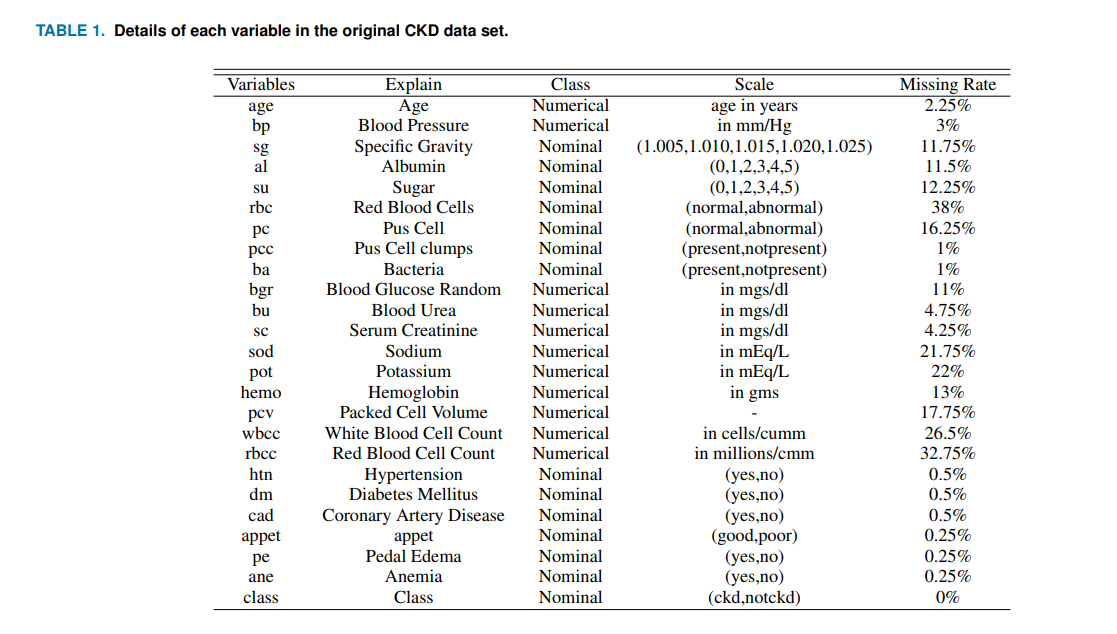 TABLE 1. Details of each variable in the original CKD data set.
Variables Explain Class Scale Missing Rate
age Age Numerical age in years 2.25%
bp Blood Pressure Numerical in mm/Hg 3%
sg Specific Gravity Nominal (1.005,1.010,1.015,1.020,1.025) 11.75%
al Albumin Nominal (0,1,2,3,4,5) 11.5%
su Sugar Nominal (0,1,2,3,4,5) 12.25%
rbc Red Blood Cells Nominal (normal,abnormal) 38%
pc Pus Cell Nominal (normal,abnormal) 16.25%
pcc Pus Cell clumps Nominal (present,notpresent) 1%
ba Bacteria Nominal (present,notpresent) 1%
bgr Blood Glucose Random Numerical in mgs/dl 11%
bu Blood Urea Numerical in mgs/dl 4.75%
sc Serum Creatinine Numerical in mgs/dl 4.25%
sod Sodium Numerical in mEq/L 21.75%
pot Potassium Numerical in mEq/L 22%
hemo Hemoglobin Numerical in gms 13%
pcv Packed Cell Volume Numerical - 17.75%
wbcc White Blood Cell Count Numerical in cells/cumm 26.5%
rbcc Red Blood Cell Count Numerical in millions/cmm 32.75%
htn Hypertension Nominal (yes,no) 0.5%
dm Diabetes Mellitus Nominal (yes,no) 0.5%
cad Coronary Artery Disease Nominal (yes,no) 0.5%
appet appet Nominal (good,poor) 0.25%
pe Pedal Edema Nominal (yes,no) 0.25%
ane Anemia Nominal (yes,no) 0.25%
class Class Nominal (ckd,notckd) 0%